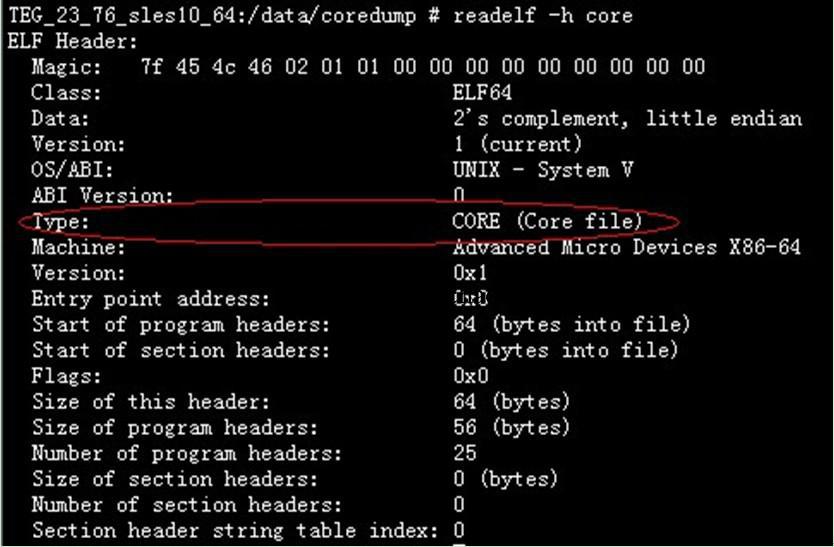 TEG_23_76_sles10_64:/data/coredump # readelf -h core
ELF Header:
Magic: 7f 45 4c 46 02 01 01 00 00 00 00 00 00 00 00 00
Class: ELF64
Data: 2's complement, little endian
Version: 1 (current)
OS/ABI: UNIX - System V
ABI Version: 0
Type: CORE (Core file)
Machine: Advanced Micro Devices X86-64
Version: 0x1
Entry point address: 0x0
Start of program headers: 64 (bytes into file)
Start of section headers: 0 (bytes into file)
Flags: 0x0
Size of this header: 64 (bytes)
Size of program headers: 56 (bytes)
Number of program headers: 25
Size of section headers: 0 (bytes)
Number of section headers: 0
Section header string table index: 0